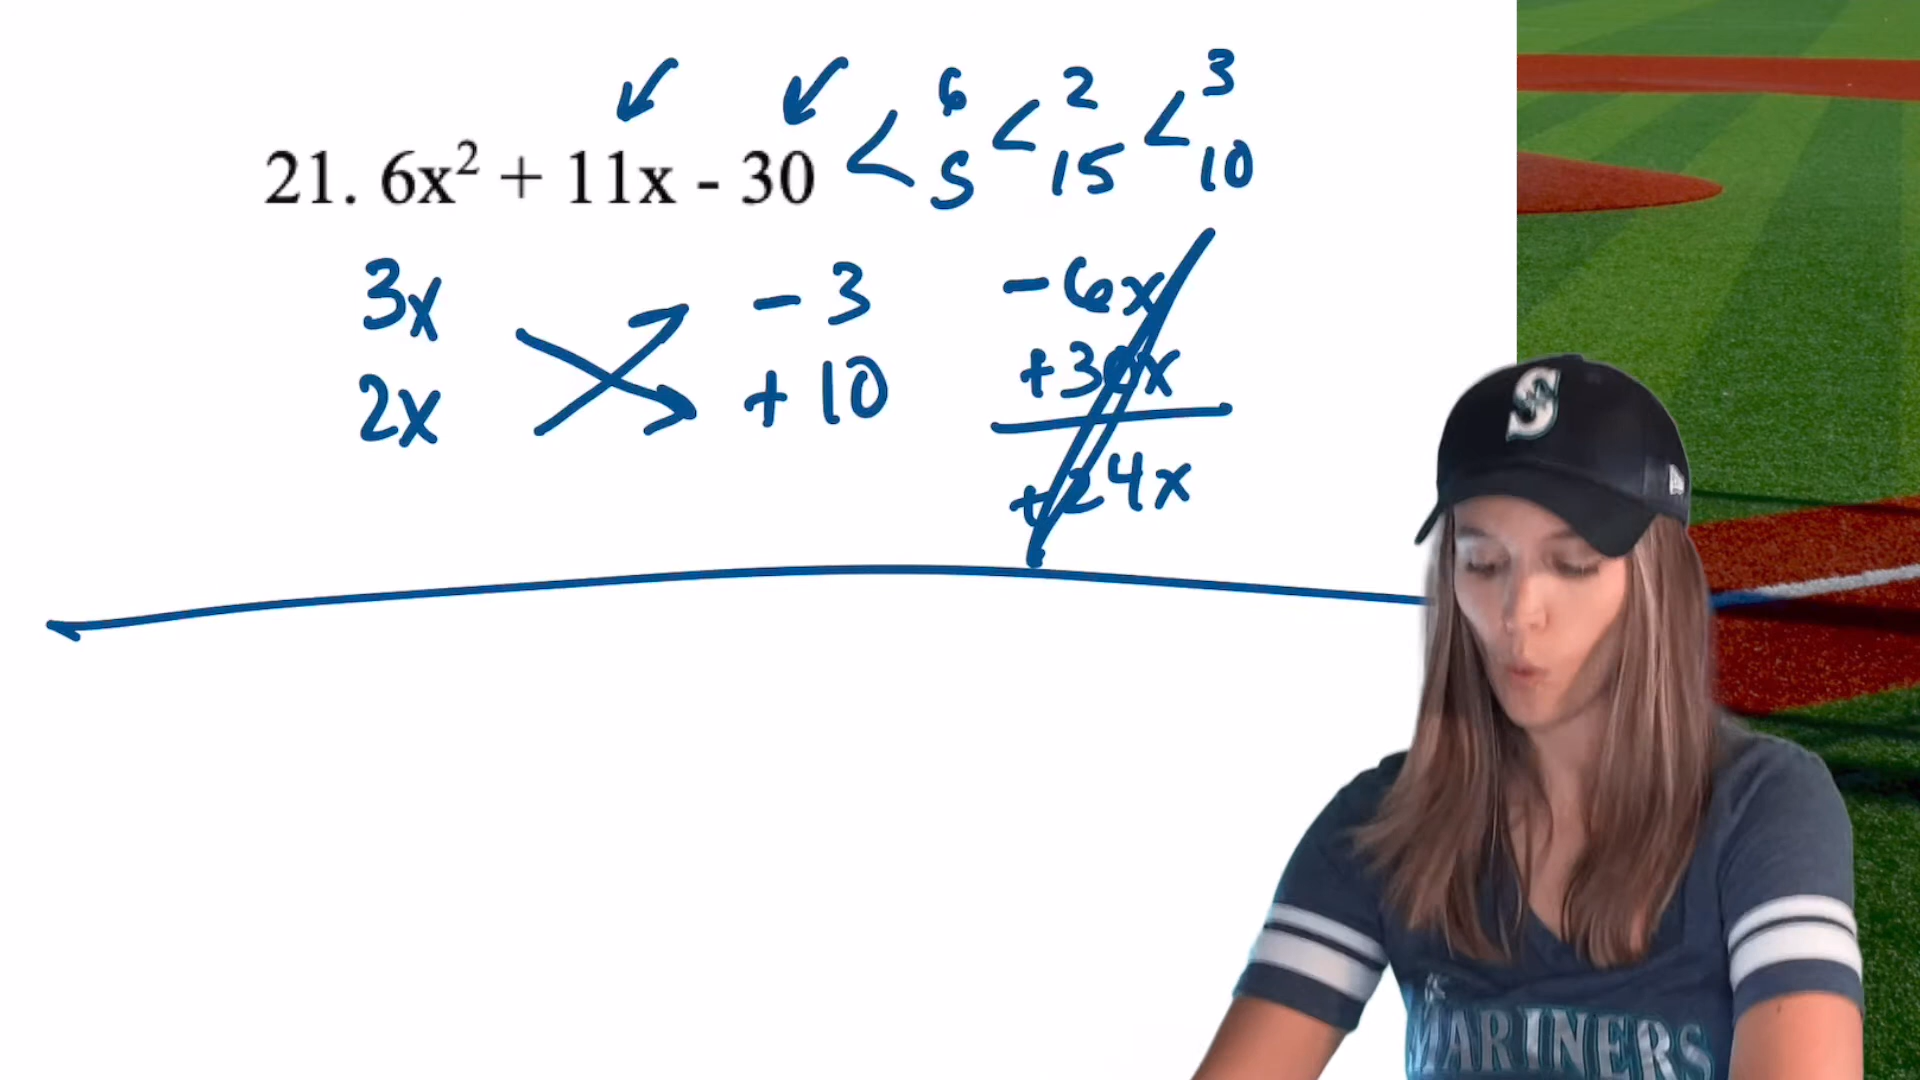 21. 6x² + 11x - 30 < 6 5 < 2 15 < 3 10
3x - 3 - 6x
2x + 10 + 30x
+24x
S
MARINERS